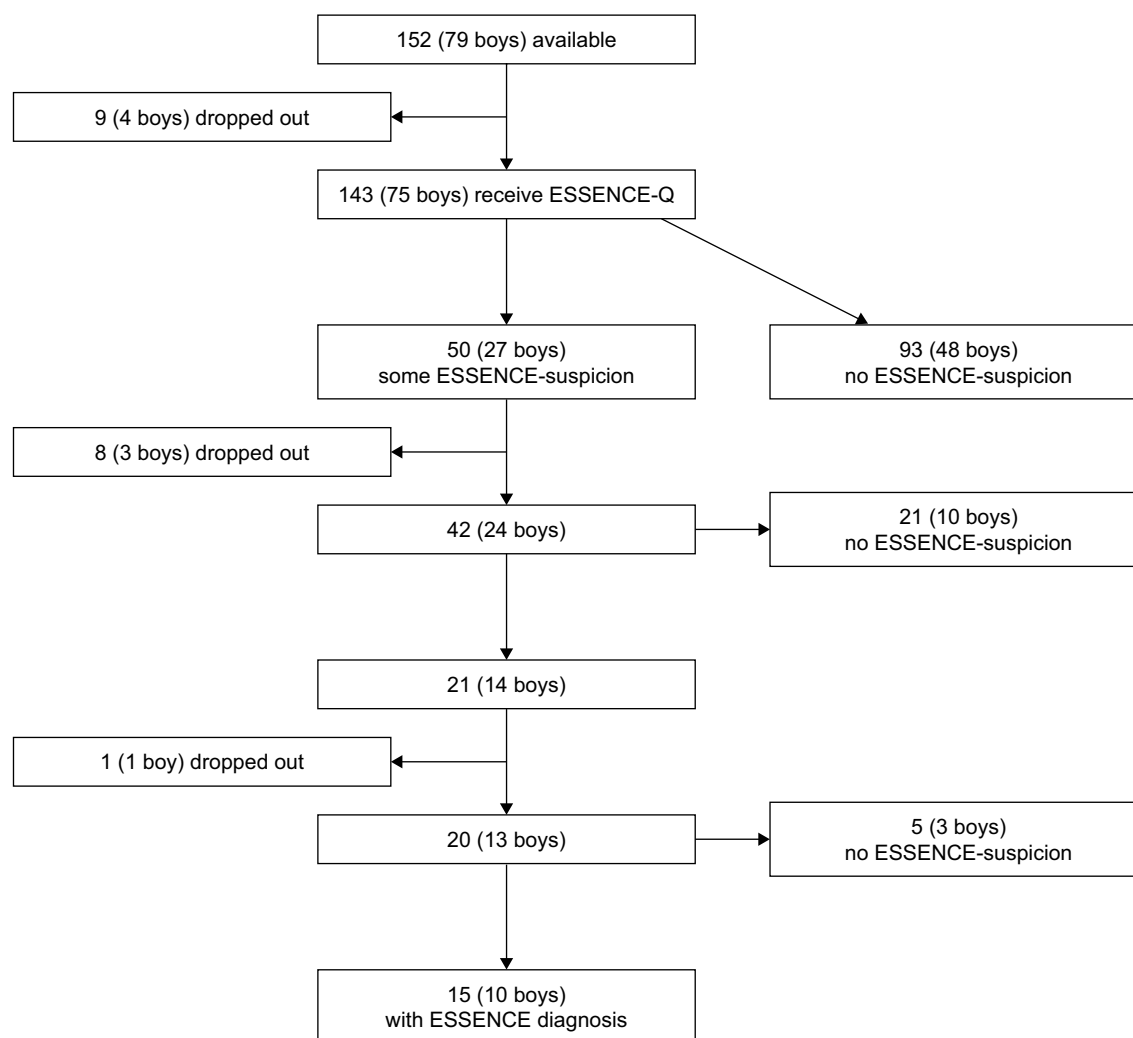 152 (79 boys) available
9 (4 boys) dropped out
143 (75 boys) receive ESSENCE-Q
50 (27 boys)
some ESSENCE-suspicion
93 (48 boys)
no ESSENCE-suspicion
8 (3 boys) dropped out
42 (24 boys)
21 (10 boys)
no ESSENCE-suspicion
21 (14 boys)
1 (1 boy) dropped out
20 (13 boys)
5 (3 boys)
no ESSENCE-suspicion
15 (10 boys)
with ESSENCE diagnosis